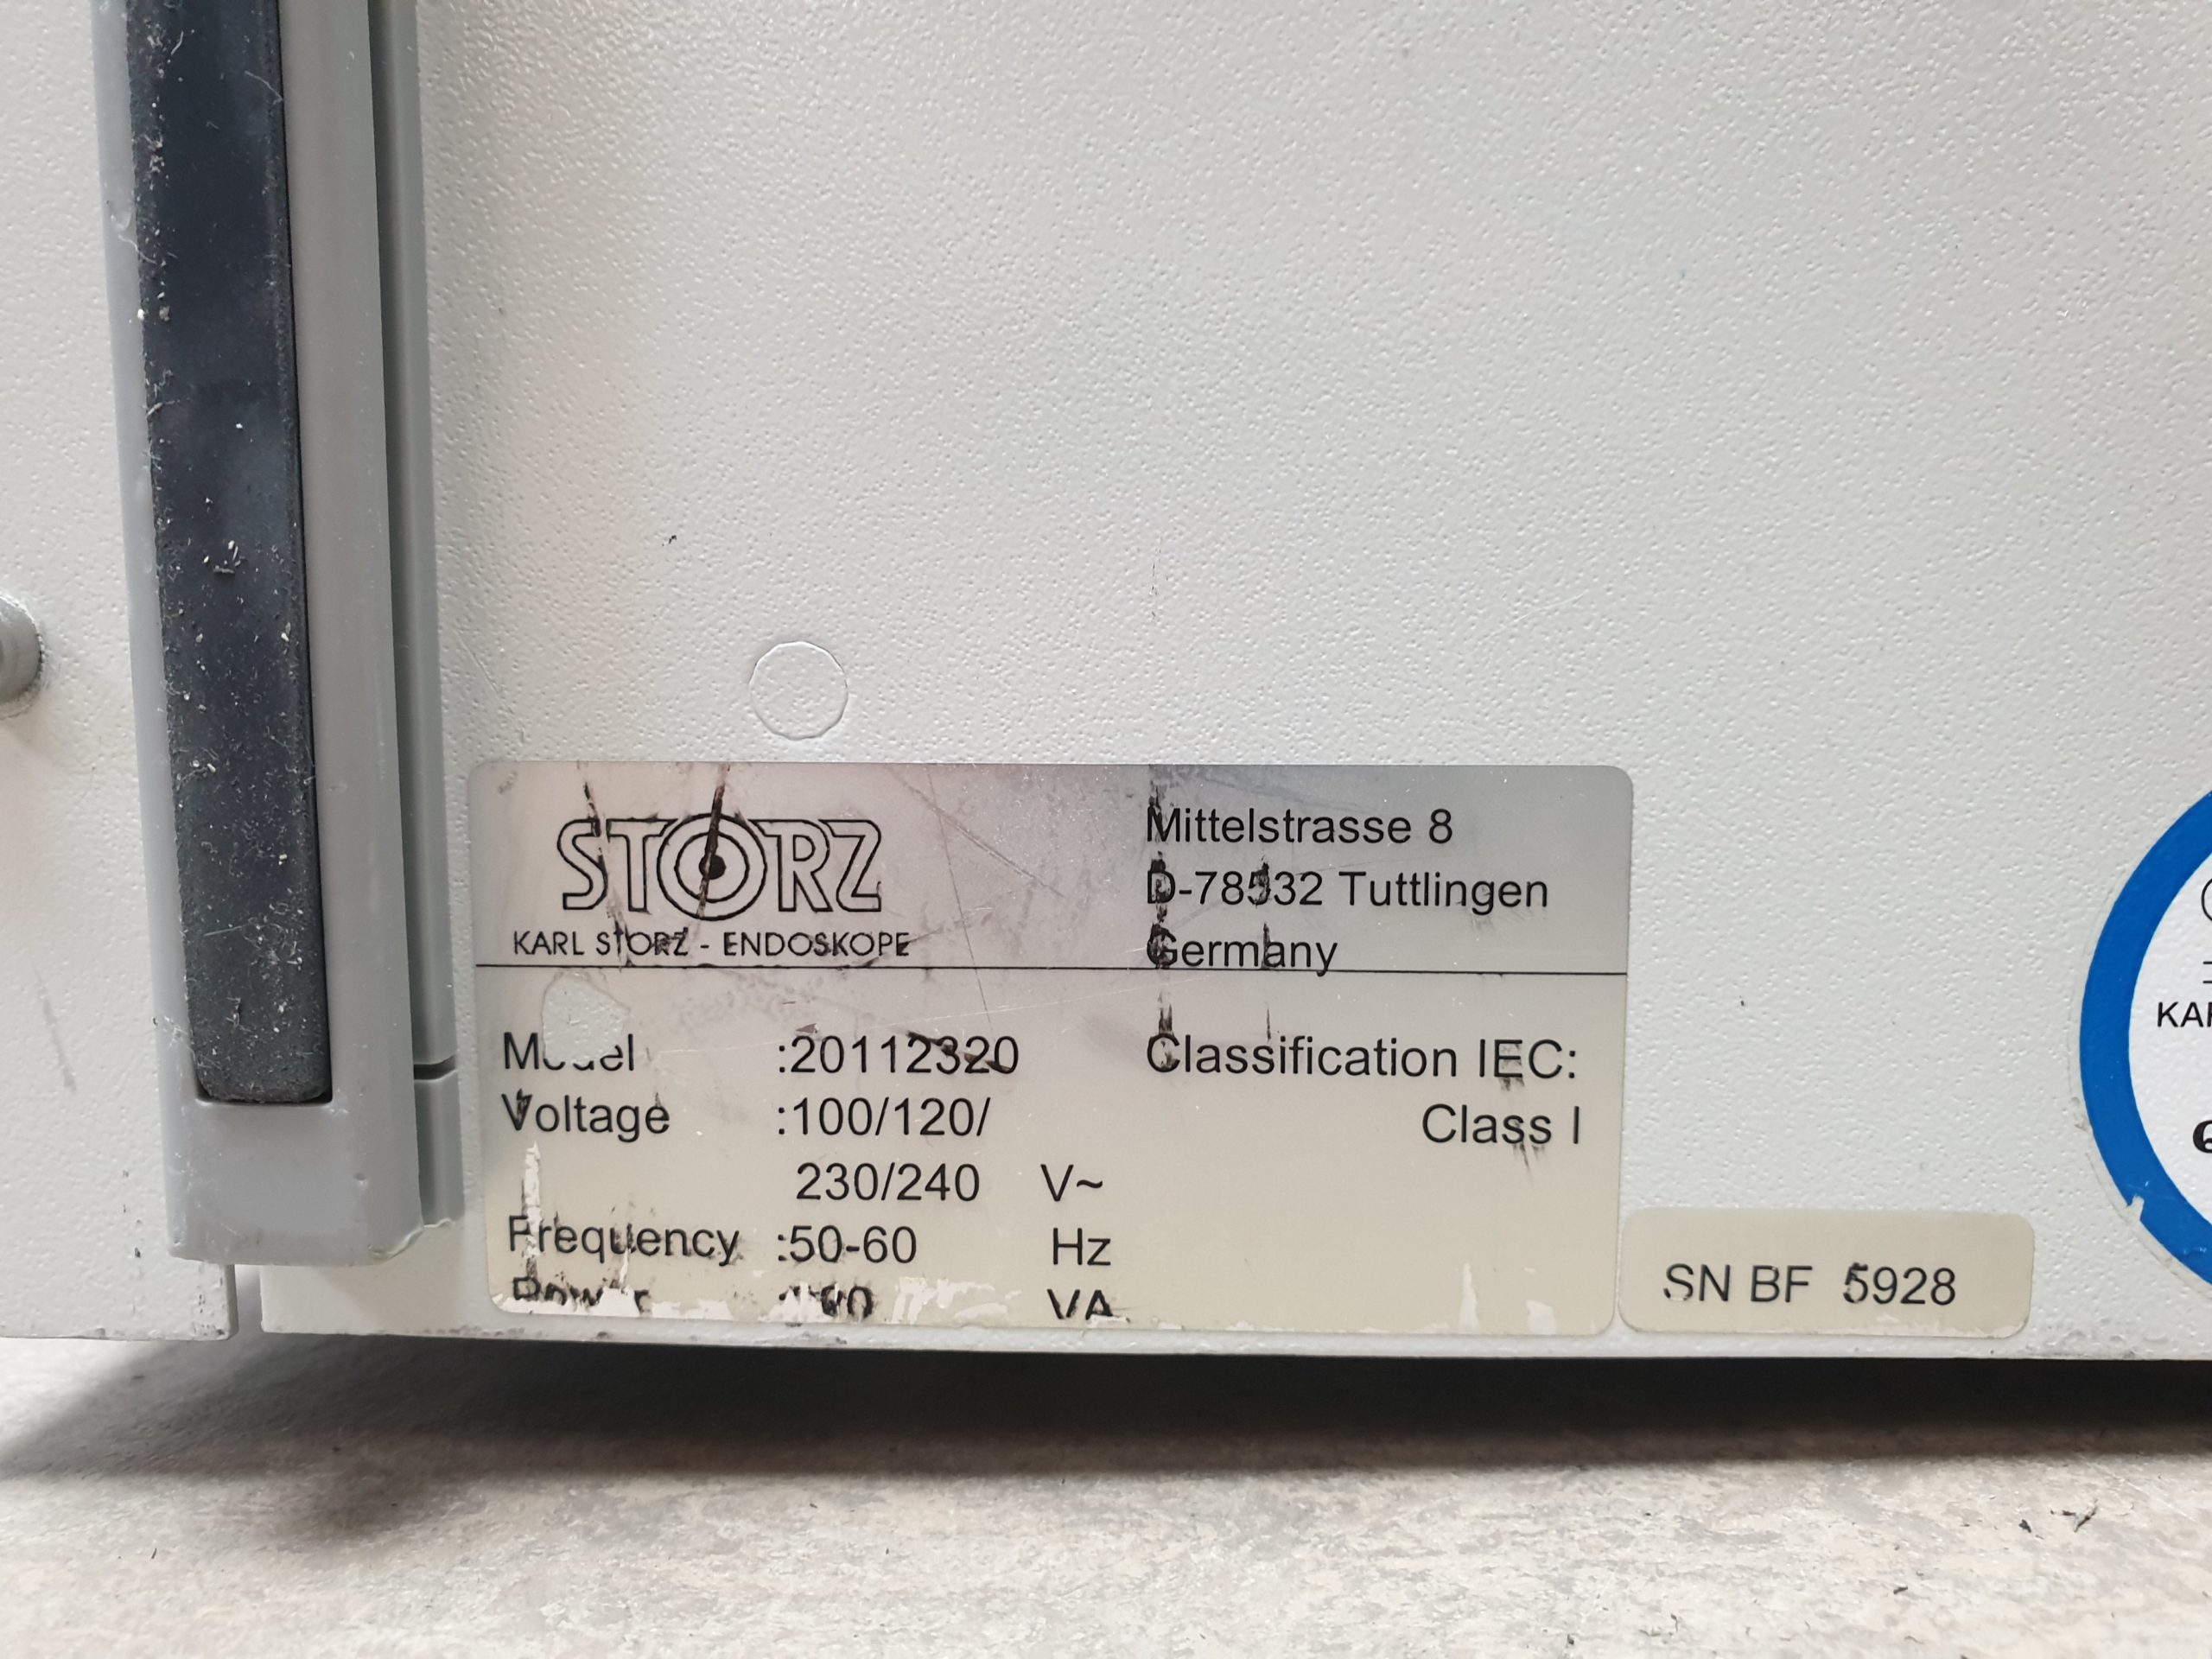 STORZ
KARL STORZ - ENDOSKOPE
Mittelstrasse 8
D-78532 Tuttlingen
Germany
Model :20112320
Voltage :100/120/
230/240 V~
Frequency :50-60 Hz
Power VA
Classification IEC:
Class I
SN BF 5928